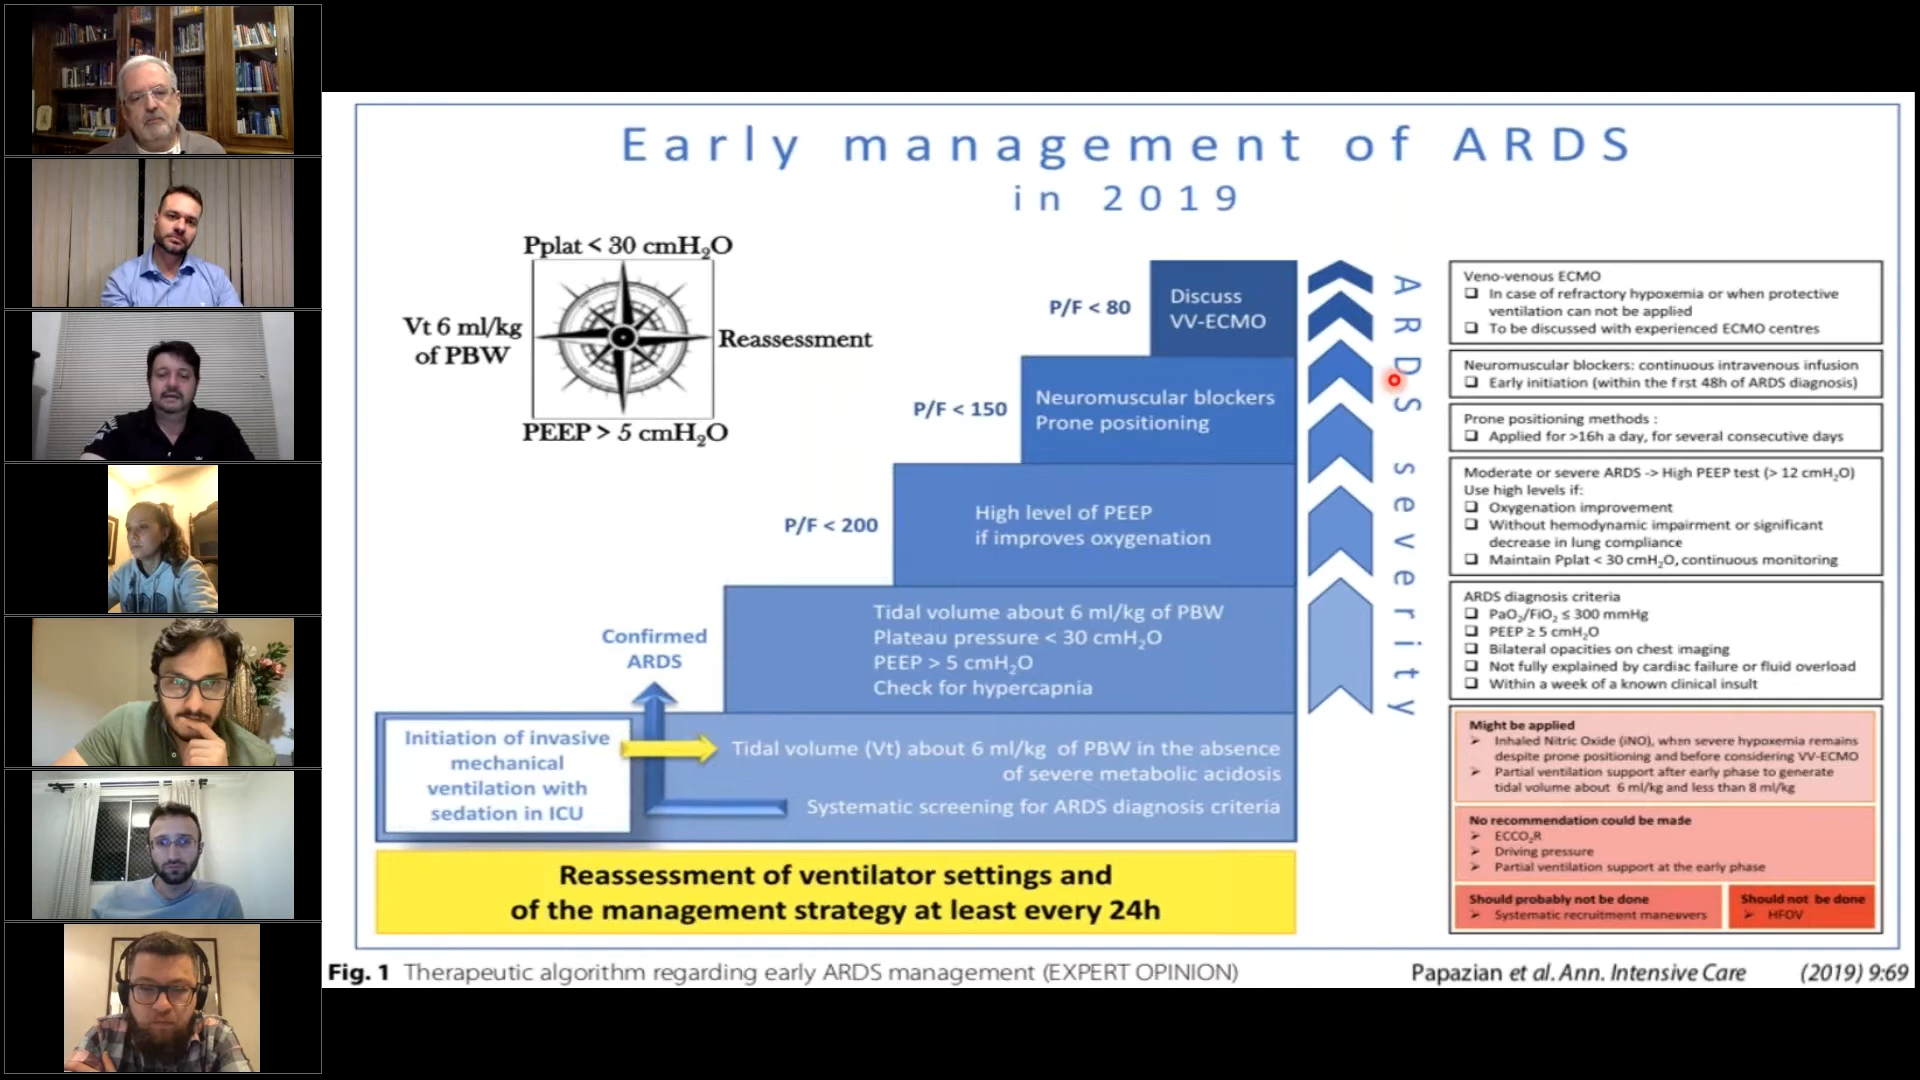 Early management of ARDS
in 2019
Pplat < 30 cmH₂O
Vt 6 ml/kg
of PBW
Reassessment
PEEP > 5 cmH₂O
P/F < 80
Discuss
VV-ECMO
P/F < 150
Neuromuscular blockers
Prone positioning
P/F < 200
High level of PEEP
if improves oxygenation
Confirmed
ARDS
Tidal volume about 6 ml/kg of PBW
Plateau pressure < 30 cmH₂O
PEEP > 5 cmH₂O
Check for hypercapnia
Initiation of invasive
mechanical
ventilation with
sedation in ICU
Tidal volume (Vt) about 6 ml/kg of PBW in the absence
of severe metabolic acidosis
Systematic screening for ARDS diagnosis criteria
Reassessment of ventilator settings and
of the management strategy at least every 24h
ARDS severity
Veno-venous ECMO
❑ In case of refractory hypoxemia or when protective
ventilation can not be applied
❑ To be discussed with experienced ECMO centres
Neuromuscular blockers: continuous intravenous infusion
❑ Early initiation (within the first 48h of ARDS diagnosis)
Prone positioning methods :
❑ Applied for >16h a day, for several consecutive days
Moderate or severe ARDS -> High PEEP test (> 12 cmH₂O)
Use high levels if:
❑ Oxygenation improvement
❑ Without hemodynamic impairment or significant
decrease in lung compliance
❑ Maintain Pplat < 30 cmH₂O, continuous monitoring
ARDS diagnosis criteria
❑ PaO₂/FiO₂ ≤ 300 mmHg
❑ PEEP ≥ 5 cmH₂O
❑ Bilateral opacities on chest imaging
❑ Not fully explained by cardiac failure or fluid overload
❑ Within a week of a known clinical insult
Might be applied
➢ Inhaled Nitric Oxide (iNO), when severe hypoxemia remains
despite prone positioning and before considering VV-ECMO
➢ Partial ventilation support after early phase to generate
tidal volume about 6 ml/kg and less than 8 ml/kg
No recommendation could be made
➢ ECCO₂R
➢ Driving pressure
➢ Partial ventilation support at the early phase
Should probably not be done
➢ Systematic recruitment maneuvers
Should not be done
➢ HFOV
Fig. 1 Therapeutic algorithm regarding early ARDS management (EXPERT OPINION)
Papazian et al. Ann. Intensive Care (2019) 9:69